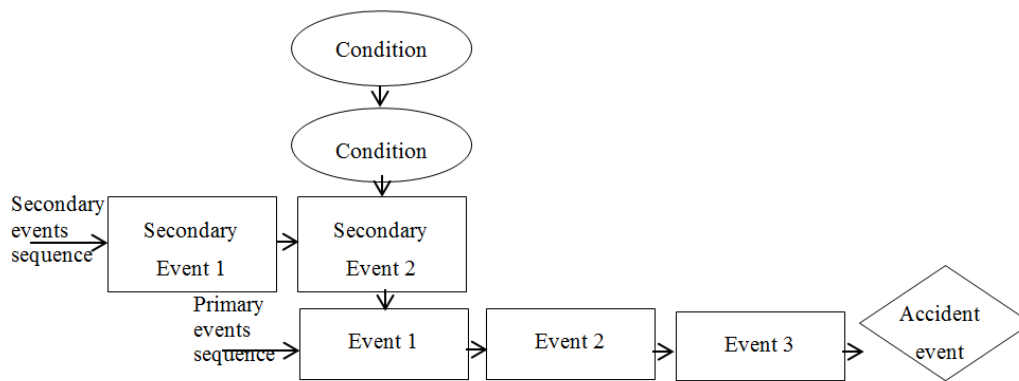 Condition
Condition
Secondary
events
sequence
Secondary
Event 1
Secondary
Event 2
Primary
events
sequence
Event 1
Event 2
Event 3
Accident
event